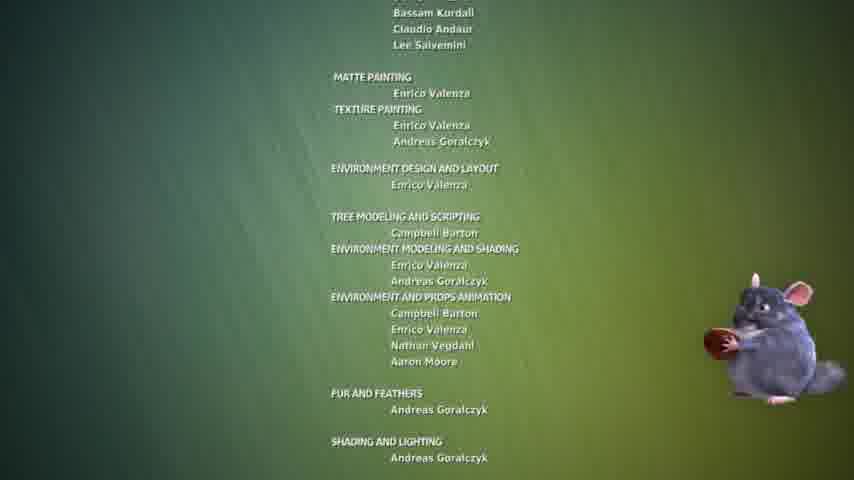 Bassam Kurdali
Claudio Andaur
Lee Salvemini
MATTE PAINTING
Enrico Valenza
TEXTURE PAINTING
Enrico Valenza
Andreas Goralczyk
ENVIRONMENT DESIGN AND LAYOUT
Enrico Valenza
TREE MODELING AND SCRIPTING
Campbell Barton
ENVIRONMENT MODELING AND SHADING
Enrico Valenza
Andreas Goralczyk
ENVIRONMENT AND PROPS ANIMATION
Campbell Barton
Enrico Valenza
Nathan Vegdahl
Aaron Moore
FUR AND FEATHERS
Andreas Goralczyk
SHADING AND LIGHTING
Andreas Goralczyk